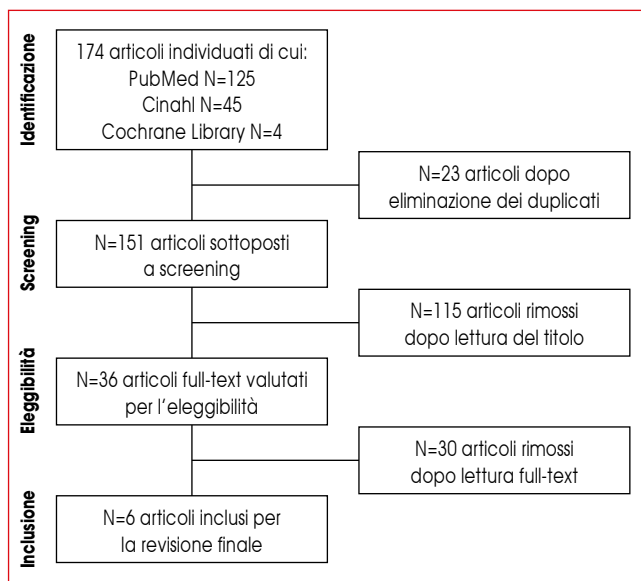 Identificazione
174 articoli individuati di cui:
PubMed N=125
Cinahl N=45
Cochrane Library N=4
N=23 articoli dopo
eliminazione dei duplicati
Screening
N=151 articoli sottoposti
a screening
N=115 articoli rimossi
dopo lettura del titolo
Eleggibilità
N=36 articoli full-text valutati
per l'eleggibilità
N=30 articoli rimossi
dopo lettura full-text
Inclusione
N=6 articoli inclusi per
la revisione finale